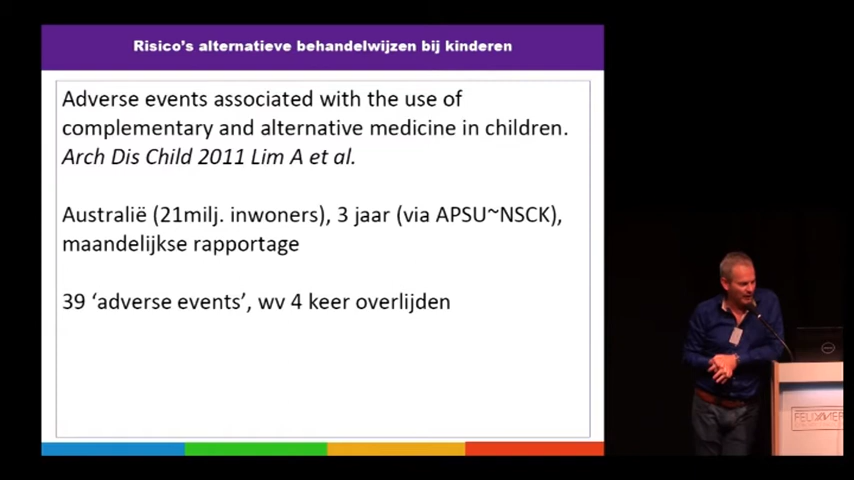 Risico's alternatieve behandelwijzen bij kinderen
Adverse events associated with the use of
complementary and alternative medicine in children.
Arch Dis Child 2011 Lim A et al.
Australië (21milj. inwoners), 3 jaar (via APSU~NSCK),
maandelijkse rapportage
39 ‘adverse events’, wv 4 keer overlijden